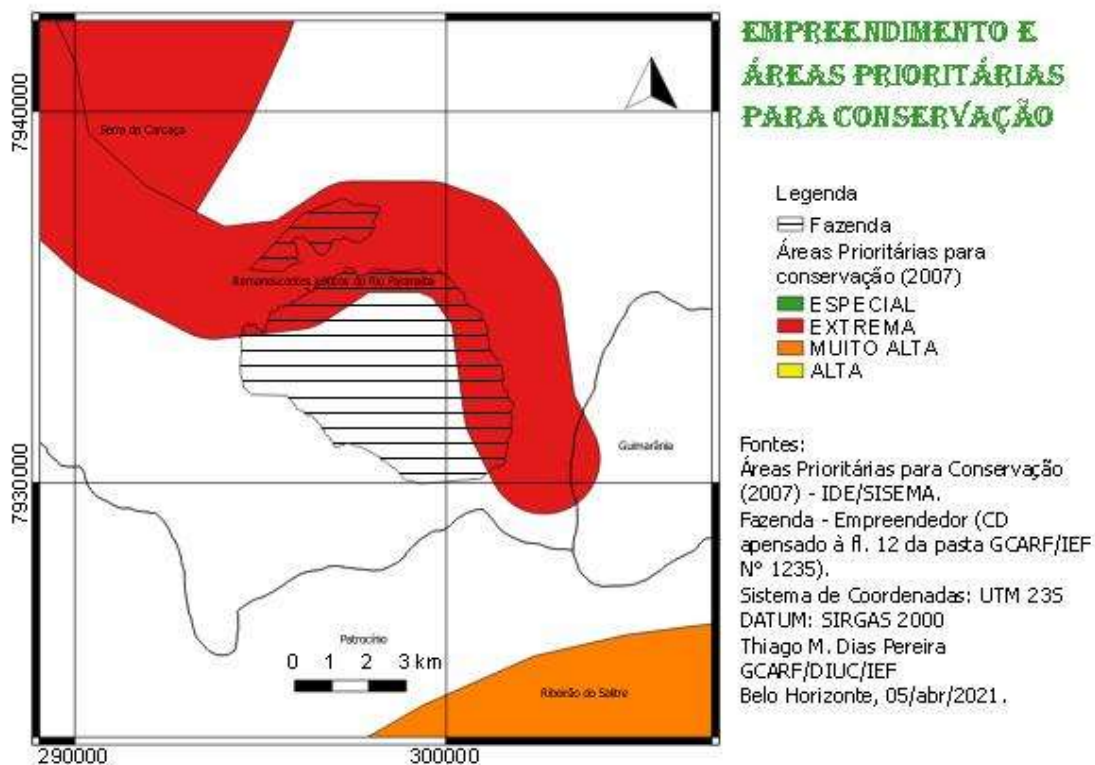 EMPREENDIMENTO E
ÁREAS PRIORITÁRIAS
PARA CONSERVAÇÃO
7940000
7930000
290000
300000
Serra do Carcaça
do Rio
Guimarânia
Patrocínio
0 1 2 3 km
Ribeirão do Salitre
Legenda
Fazenda
Áreas Prioritárias para
conservação (2007)
ESPECIAL
EXTREMA
MUITO ALTA
ALTA
Fontes:
Áreas Prioritárias para Conservação
(2007) - IDE/SISEMA.
Fazenda - Empreendedor (CD
apensado à fl. 12 da pasta GCARF/IEF
N° 1235).
Sistema de Coordenadas: UTM 23S
DATUM: SIRGAS 2000
Thiago M. Dias Pereira
GCARF/DIUC/IEF
Belo Horizonte, 05/abr/2021.